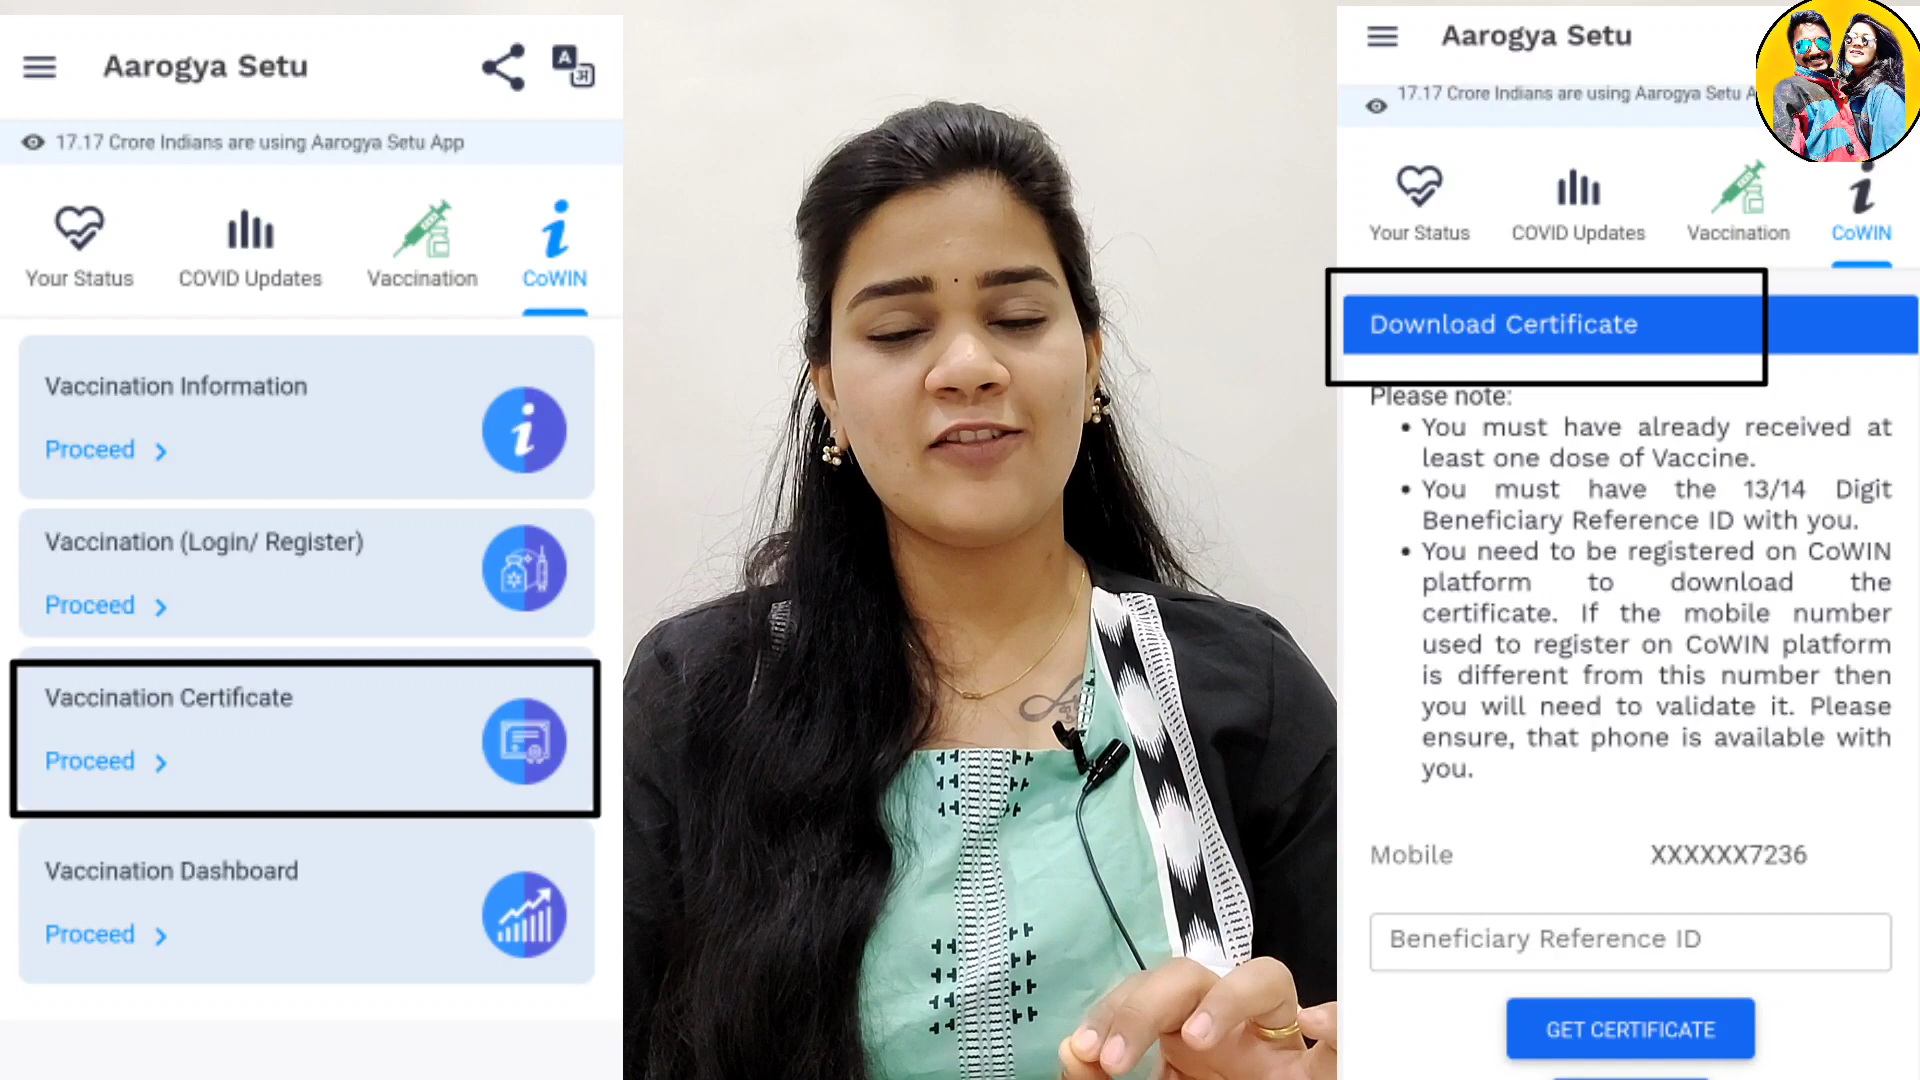 Aarogya Setu
A अ
17.17 Crore Indians are using Aarogya Setu App
Your Status
COVID Updates
Vaccination
CoWIN
Vaccination Information
Proceed
Vaccination (Login/ Register)
Proceed
Vaccination Certificate
Proceed
Vaccination Dashboard
Proceed
Aarogya Setu
17.17 Crore Indians are using Aarogya Setu A
Your Status
COVID Updates
Vaccination
CoWIN
Download Certificate
Please note:
• You must have already received at
least one dose of Vaccine.
• You must have the 13/14 Digit
Beneficiary Reference ID with you.
• You need to be registered on CoWIN
platform to download the
certificate. If the mobile number
used to register on CoWIN platform
is different from this number then
you will need to validate it. Please
ensure, that phone is available with
you.
Mobile XXXXXX7236
Beneficiary Reference ID
GET CERTIFICATE